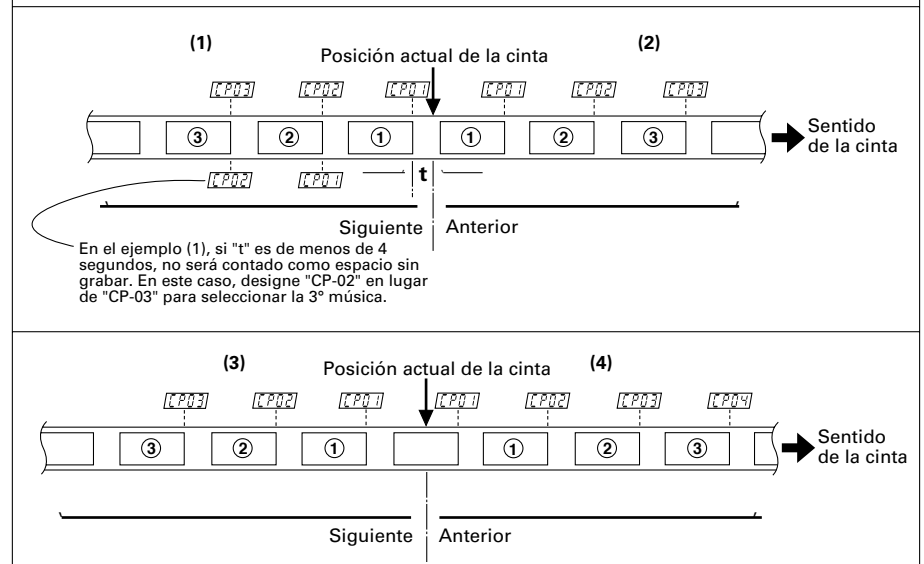 (1)
(2)
Posición actual de la cinta
CP03 CP02 CP01 CP01 CP02 CP03
3 2 1 1 2 3
Sentido
de la cinta
CP02 CP01
t
Siguiente Anterior
En el ejemplo (1), si "t" es de menos de 4
segundos, no será contado como espacio sin
grabar. En este caso, designe "CP-02" en lugar
de "CP-03" para seleccionar la 3º música.
(3)
(4)
Posición actual de la cinta
CP03 CP02 CP01 CP01 CP02 CP03 CP04
3 2 1 1 2 3
Sentido
de la cinta
Siguiente Anterior